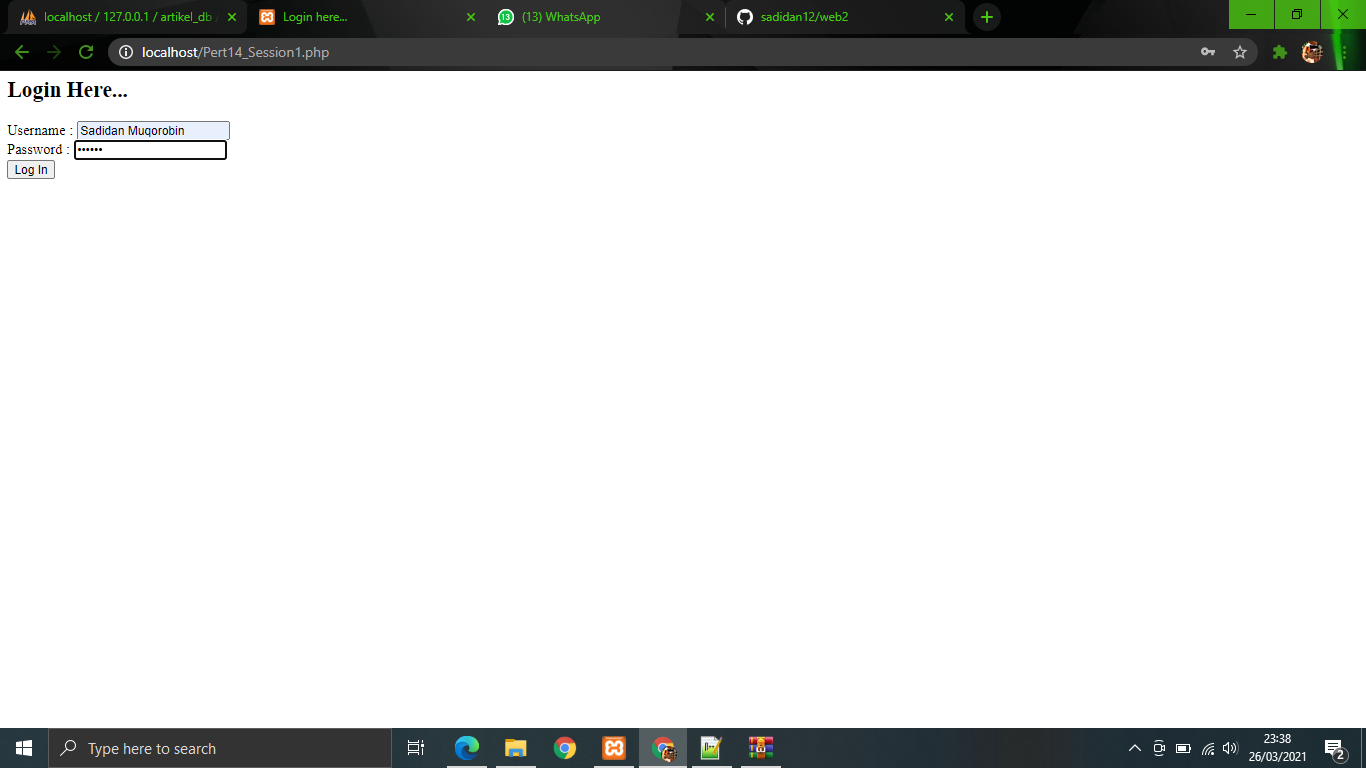 localhost / 127.0.0.1 / artikel_db
Login here...
(13) WhatsApp
sadidan12/web2
localhost/Pert14_Session1.php
Login Here...
Username : Sadidan Muqorobin
Password : ••••••
Log In
Type here to search
23:38
26/03/2021
2